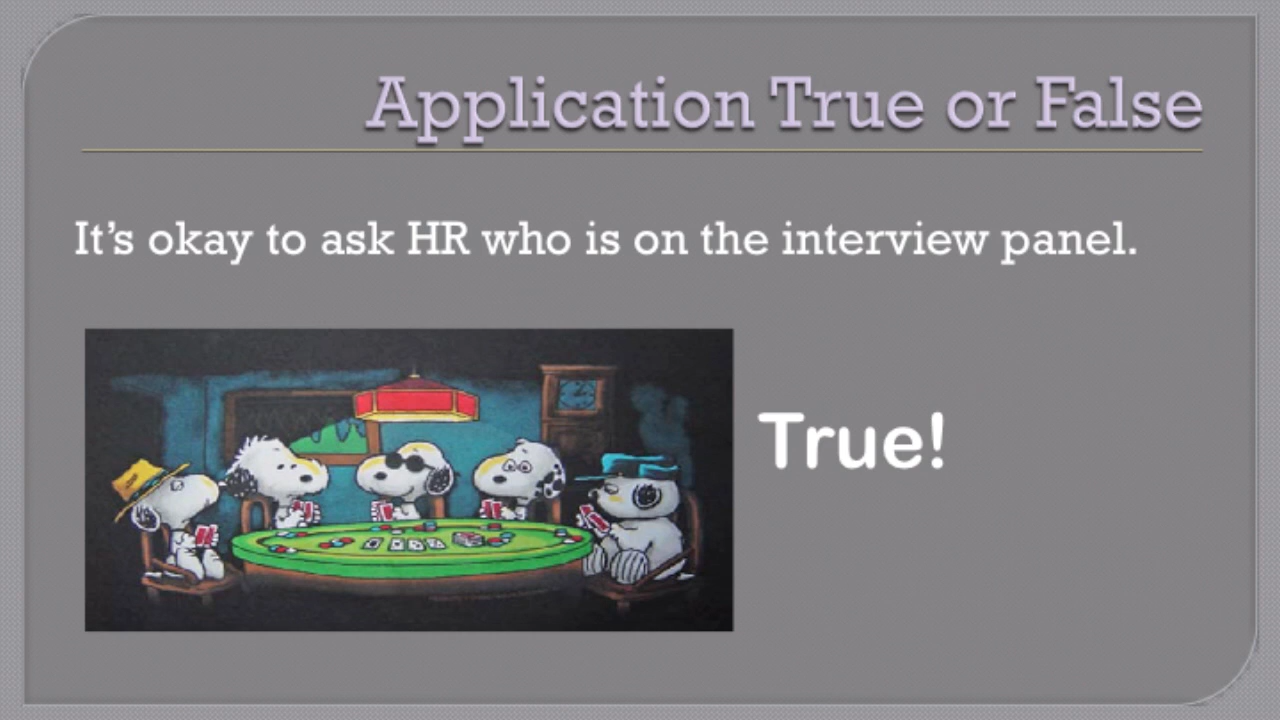 Application True or False
It’s okay to ask HR who is on the interview panel.
True!